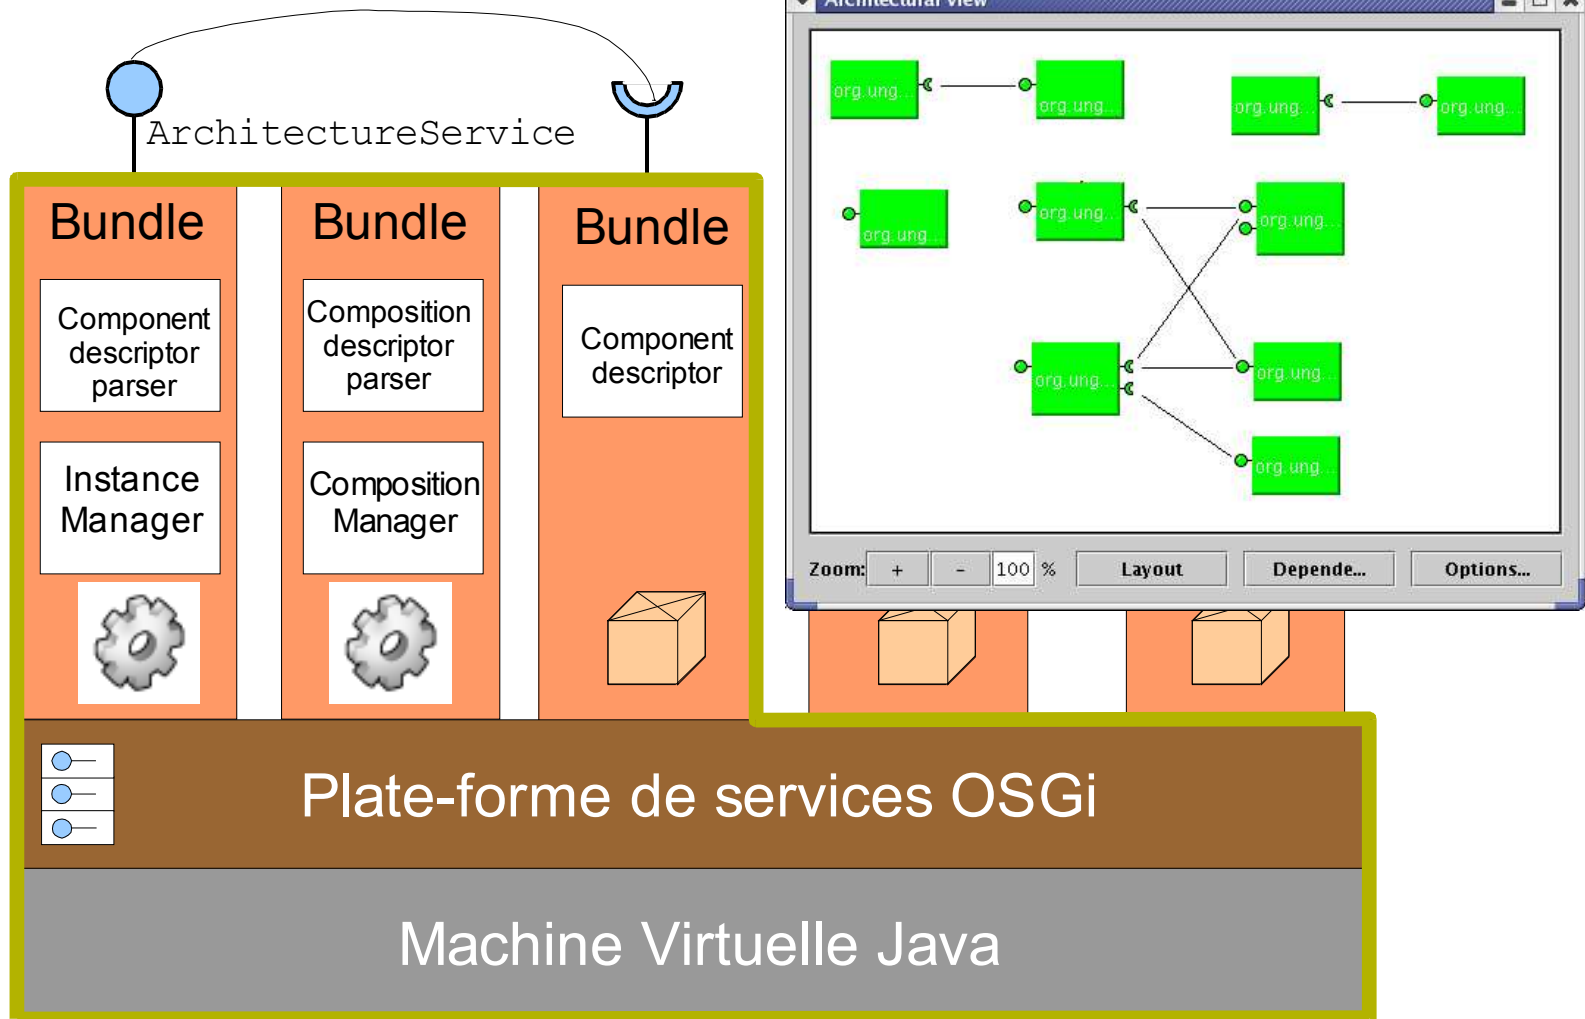 Architectural view
ArchitectureService
org.ung...
org.ung...
org.ung...
org.ung...
org.ung...
org.ung...
org.ung...
org.ung...
org.ung...
org.ung...
Zoom:
+
-
100 %
Layout
Depende...
Options...
Bundle
Component
descriptor
parser
Instance
Manager
Bundle
Composition
descriptor
parser
Composition
Manager
Bundle
Component
descriptor
Plate-forme de services OSGi
Machine Virtuelle Java